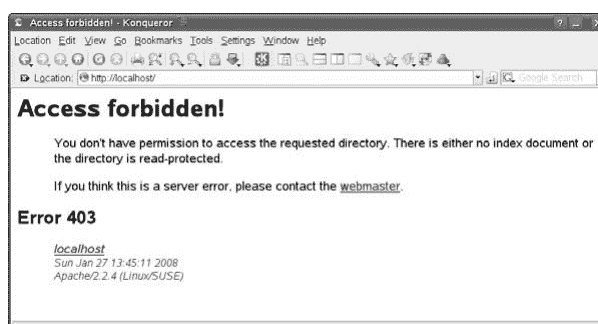 Access forbidden! - Konqueror
Location Edit View Go Bookmarks Tools Settings Window Help
Location: http://localhost/
Google Search
Access forbidden!
You don't have permission to access the requested directory. There is either no index document or
the directory is read-protected.
If you think this is a server error, please contact the webmaster.
Error 403
localhost
Sun Jan 27 13:45:11 2008
Apache/2.2.4 (Linux/SUSE)